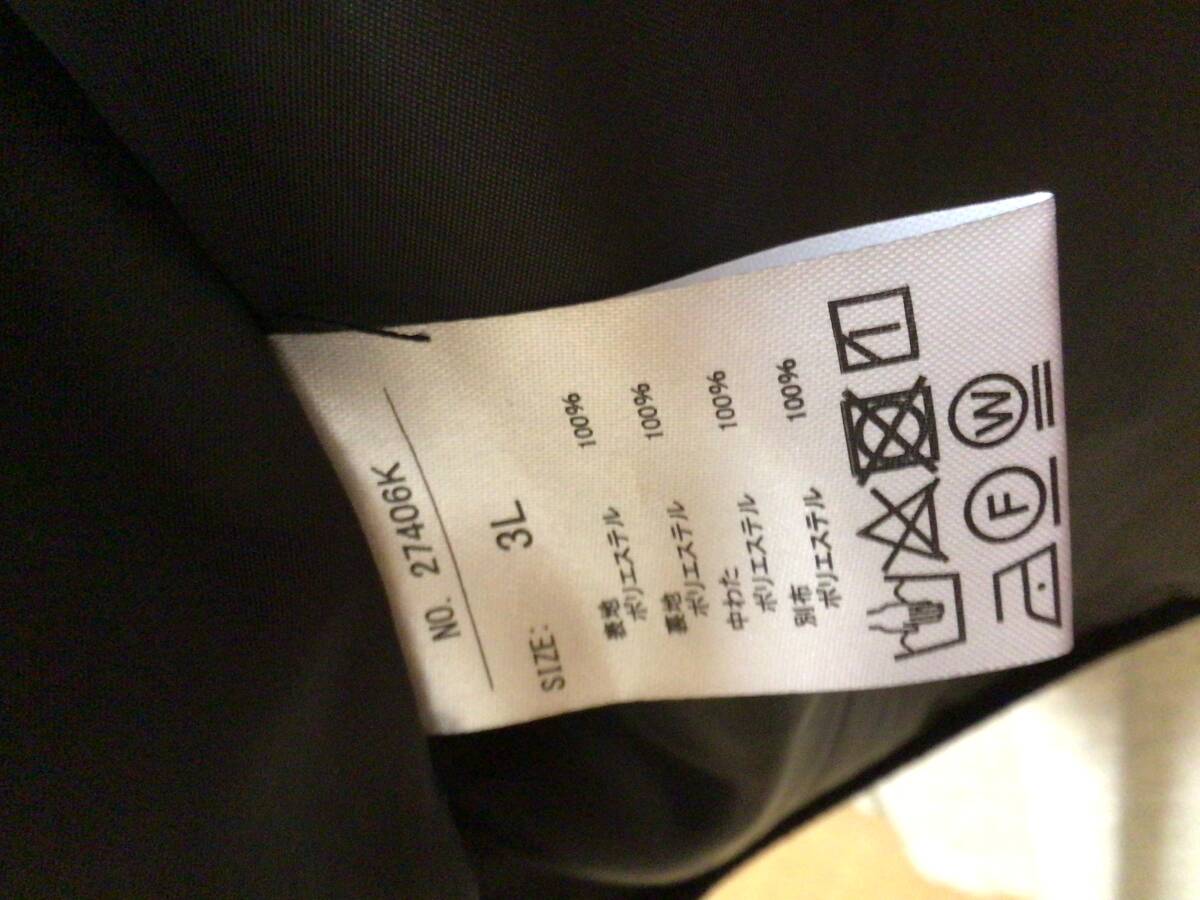 NO. 27406K
SIZE: 3L
表地
ポリエステル 100%
裏地
ポリエステル 100%
中わた
ポリエステル 100%
別布
ポリエステル 100%
F W